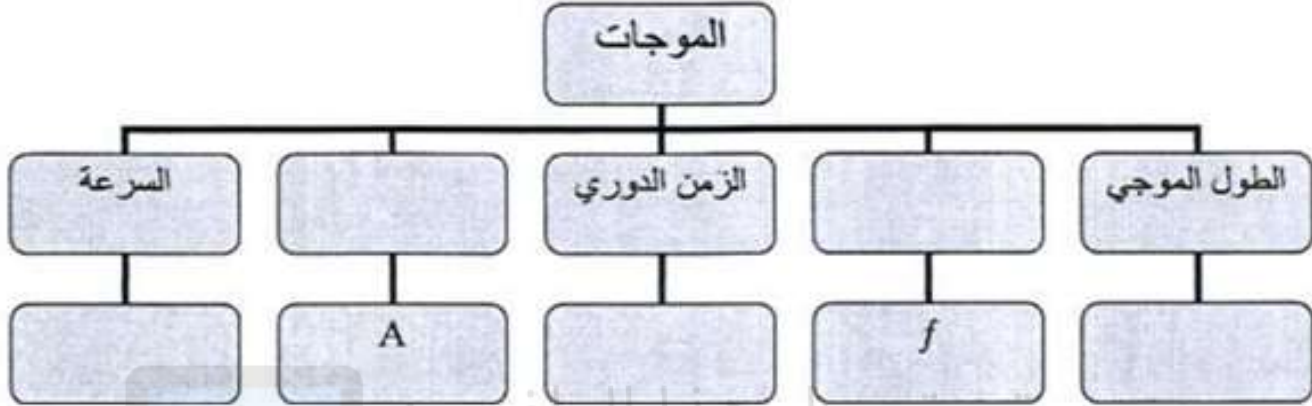 الموجات
الطول الموجي
الزمن الدوري
السرعة
f
A